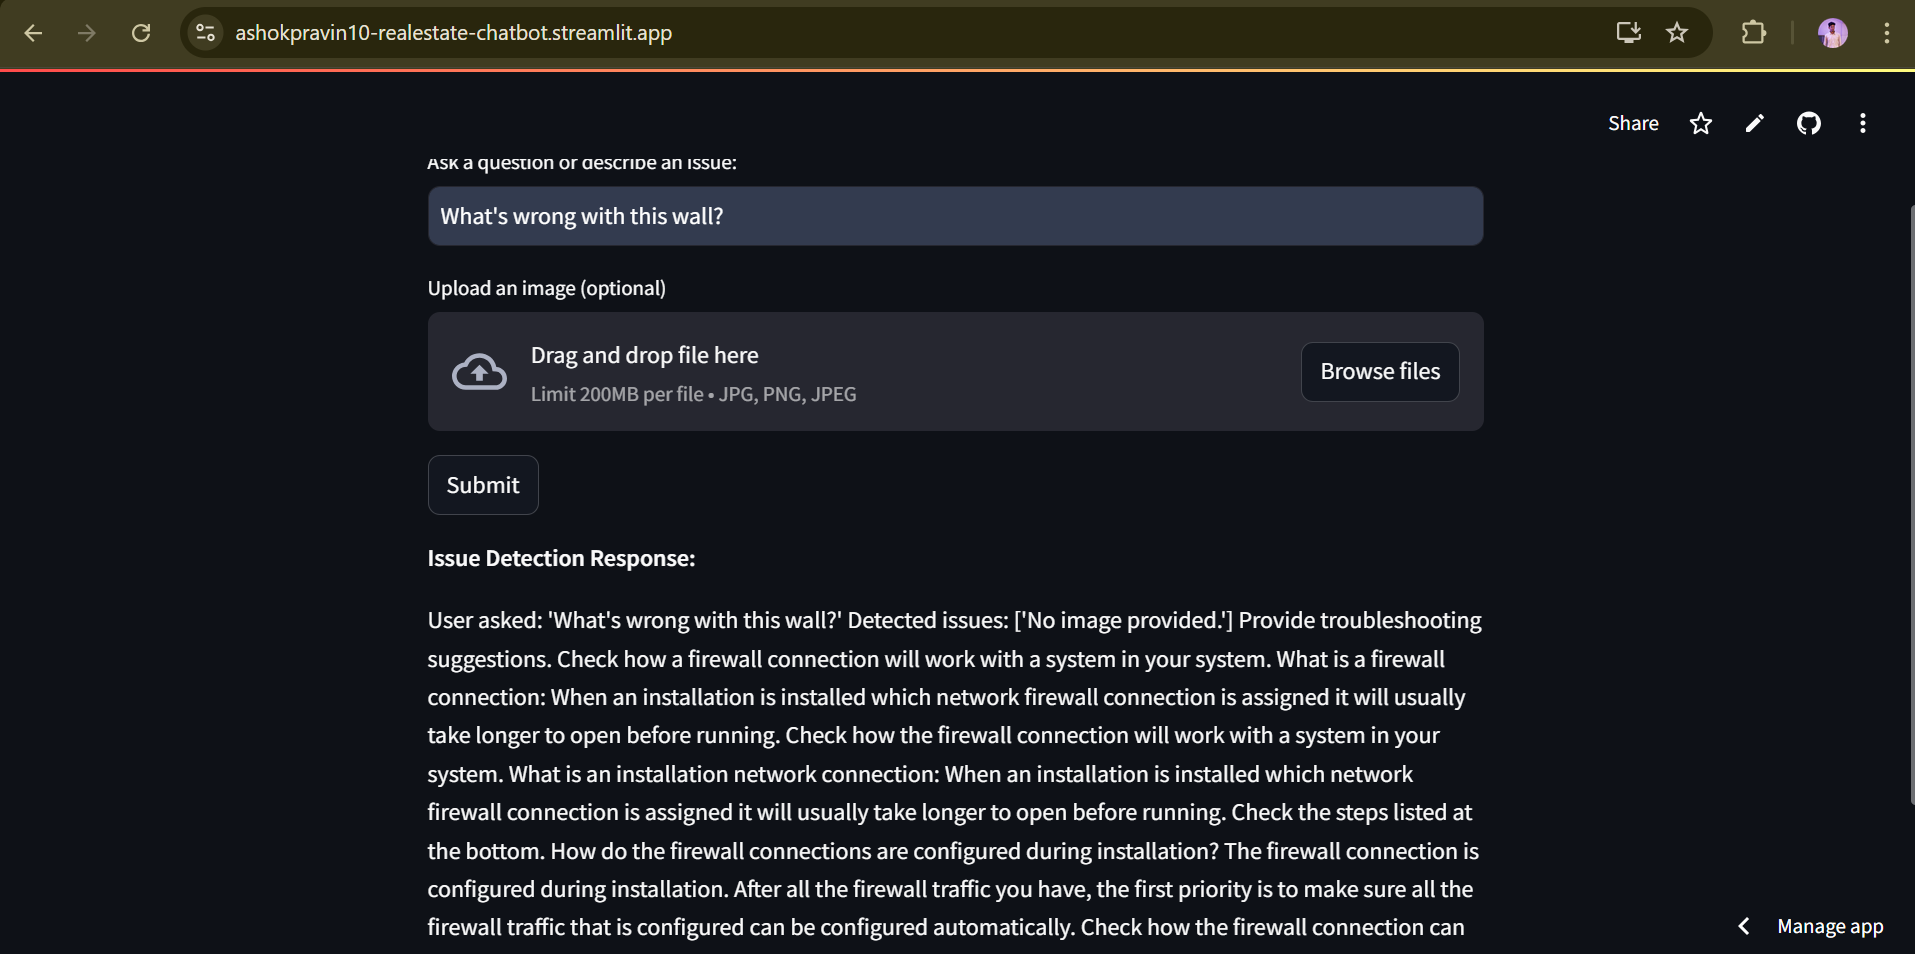 ashokpravin10-realestate-chatbot.streamlit.app
Share
Ask a question or describe an issue:
What's wrong with this wall?
Upload an image (optional)
Drag and drop file here
Limit 200MB per file • JPG, PNG, JPEG
Browse files
Submit
Issue Detection Response:
User asked: 'What's wrong with this wall?' Detected issues: ['No image provided.'] Provide troubleshooting
suggestions. Check how a firewall connection will work with a system in your system. What is a firewall
connection: When an installation is installed which network firewall connection is assigned it will usually
take longer to open before running. Check how the firewall connection will work with a system in your
system. What is an installation network connection: When an installation is installed which network
firewall connection is assigned it will usually take longer to open before running. Check the steps listed at
the bottom. How do the firewall connections are configured during installation? The firewall connection is
configured during installation. After all the firewall traffic you have, the first priority is to make sure all the
firewall traffic that is configured can be configured automatically. Check how the firewall connection can
Manage app